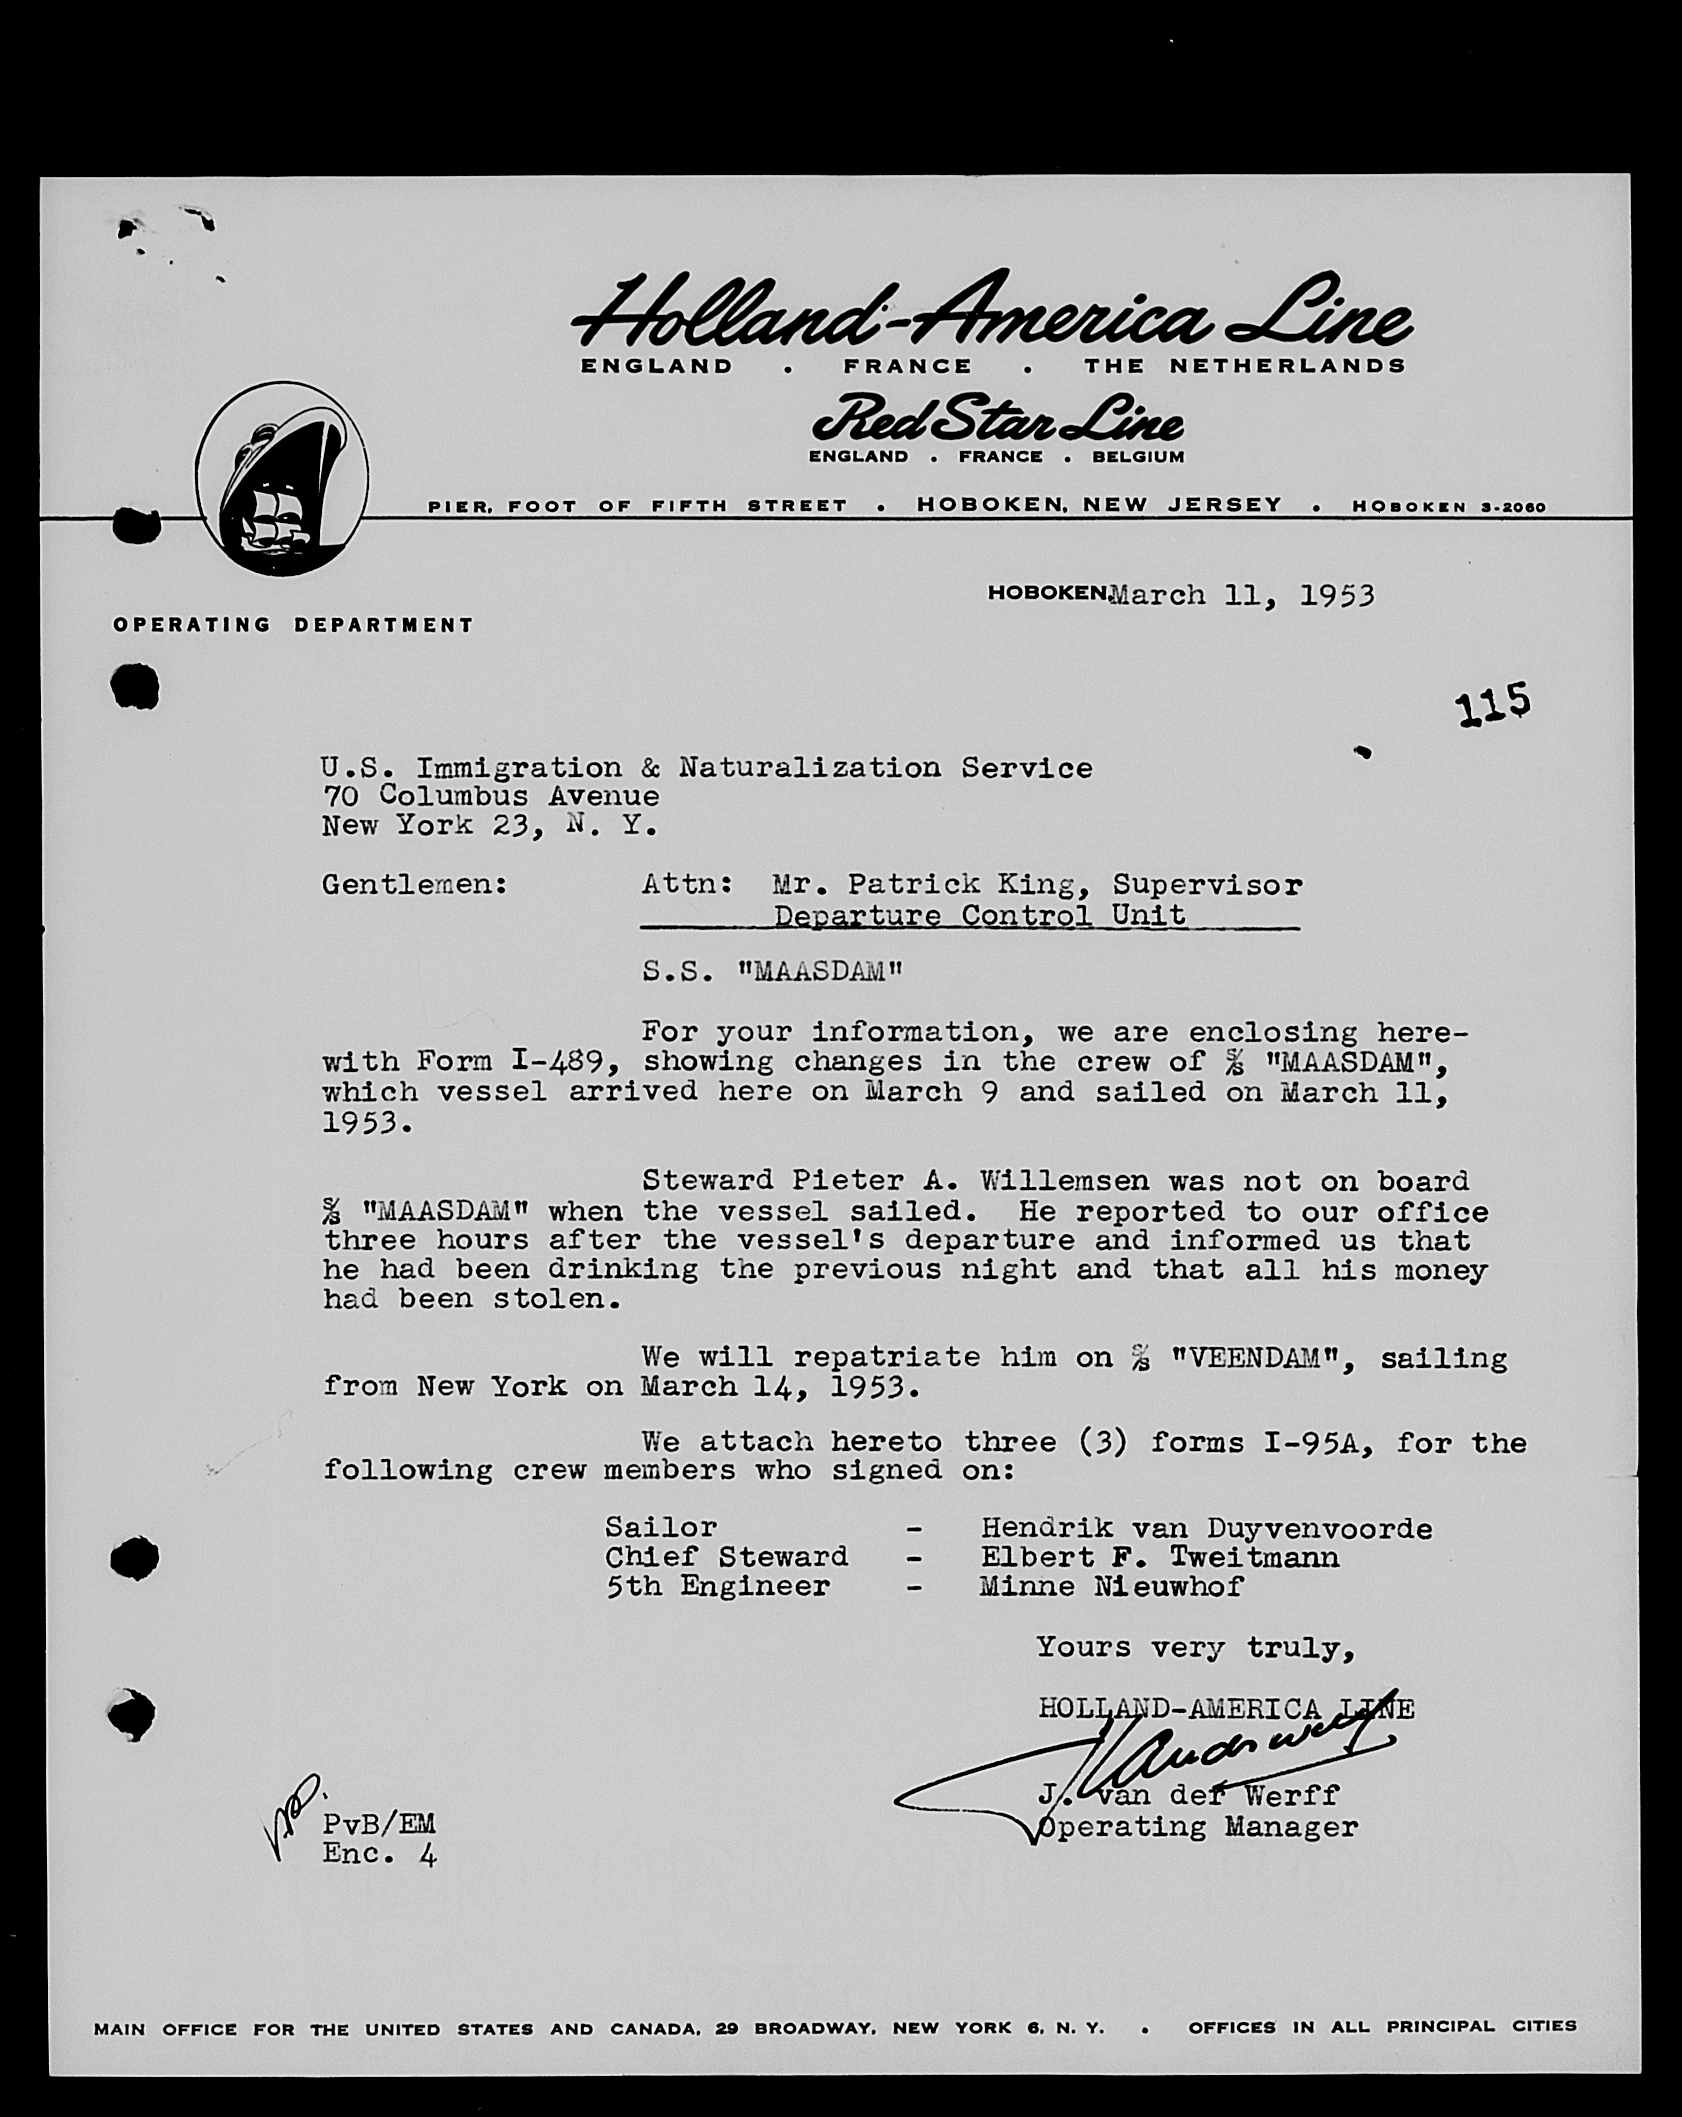 Holland-America Line
ENGLAND . FRANCE . THE NETHERLANDS
Red Star Line
ENGLAND . FRANCE . BELGIUM
PIER, FOOT OF FIFTH STREET . HOBOKEN, NEW JERSEY . HOBOKEN 3-2060
HOBOKEN, March 11, 1953
OPERATING DEPARTMENT
115
U.S. Immigration & Naturalization Service
70 Columbus Avenue
New York 23, N. Y.
Gentlemen: Attn: Mr. Patrick King, Supervisor
Departure Control Unit
S.S. "MAASDAM"
For your information, we are enclosing here-
with Form I-489, showing changes in the crew of S/S "MAASDAM",
which vessel arrived here on March 9 and sailed on March 11,
1953.
Steward Pieter A. Willemsen was not on board
S/S "MAASDAM" when the vessel sailed. He reported to our office
three hours after the vessel's departure and informed us that
he had been drinking the previous night and that all his money
had been stolen.
We will repatriate him on S/S "VEENDAM", sailing
from New York on March 14, 1953.
We attach hereto three (3) forms I-95A, for the
following crew members who signed on:
Sailor - Hendrik van Duyvenvoorde
Chief Steward - Elbert F. Tweitmann
5th Engineer - Minne Nieuwhof
Yours very truly,
HOLLAND-AMERICA LINE
J. van der Werff
Operating Manager
PvB/EM
Enc. 4
MAIN OFFICE FOR THE UNITED STATES AND CANADA, 29 BROADWAY, NEW YORK 6, N. Y. . OFFICES IN ALL PRINCIPAL CITIES